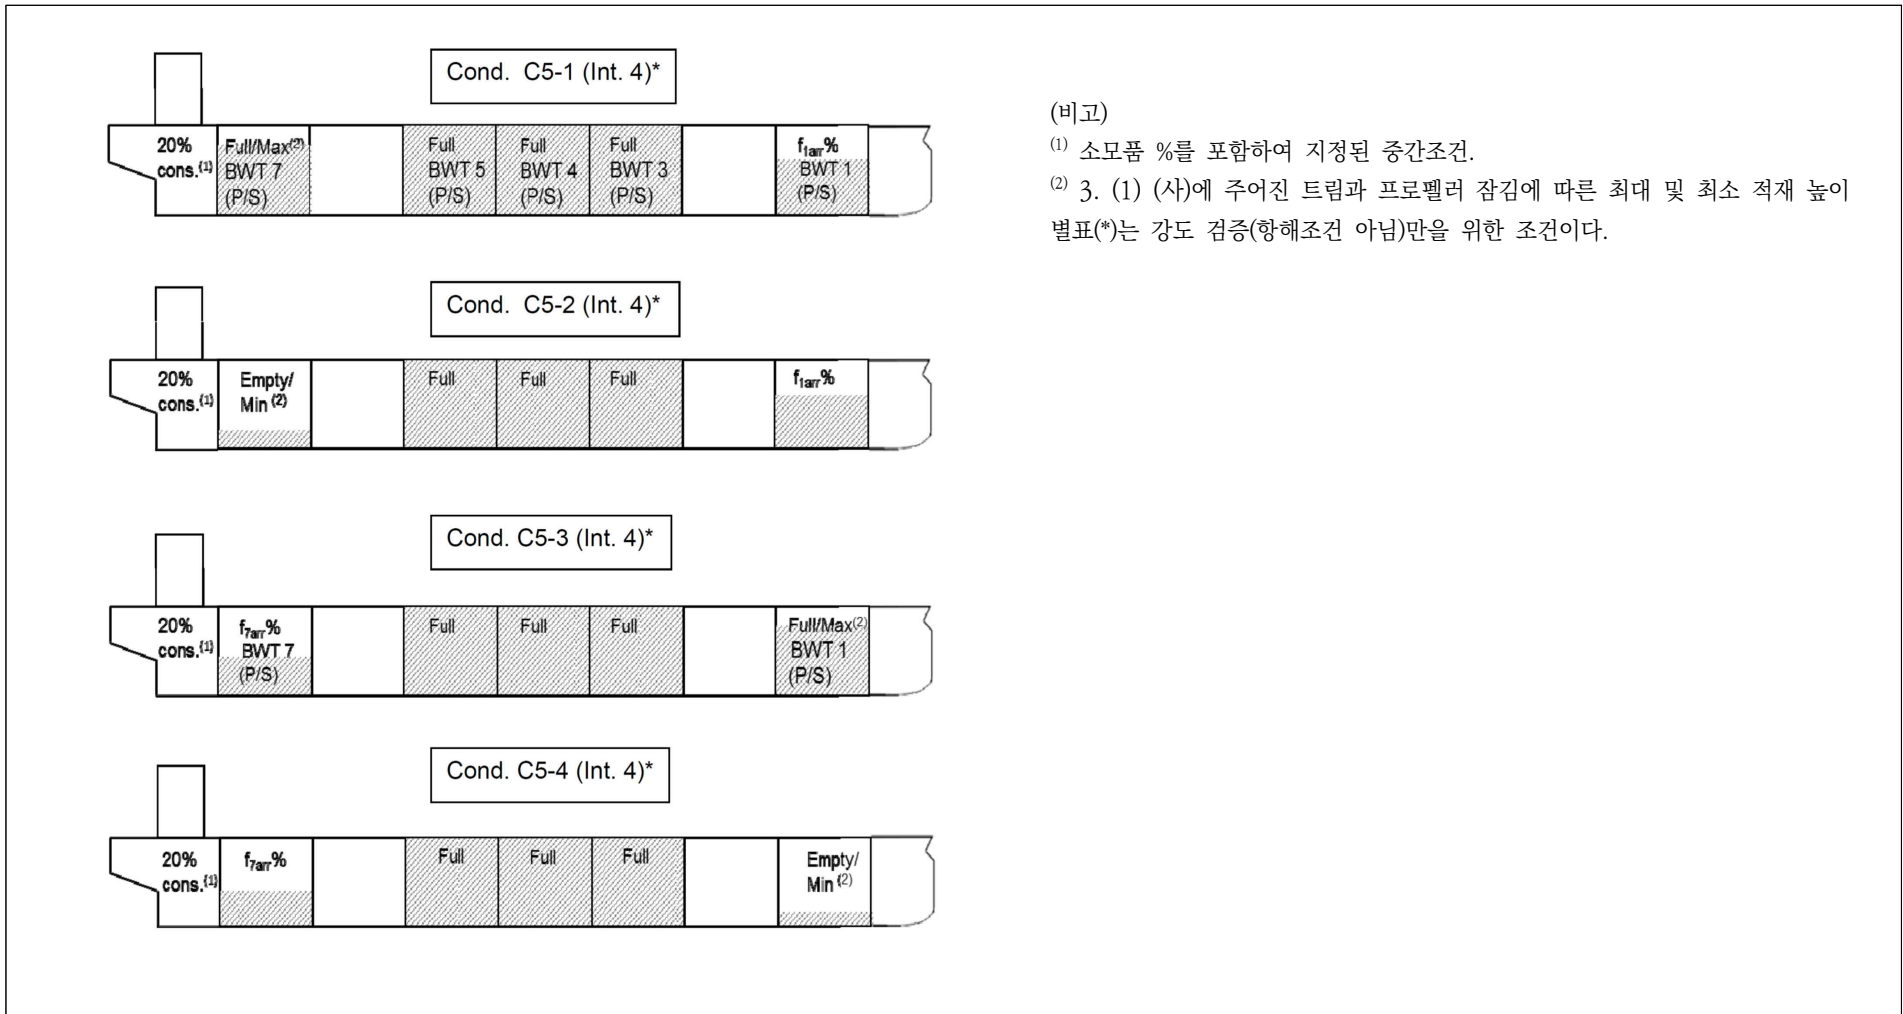 Cond. C5-1 (Int. 4)*
20% cons.(1)
Full/Max(2) BWT 7 (P/S)
Full BWT 5 (P/S)
Full BWT 4 (P/S)
Full BWT 3 (P/S)
f1arr% BWT 1 (P/S)
(비고)
(1) 소모품 %를 포함하여 지정된 중간조건.
(2) 3. (1) (사)에 주어진 트림과 프로펠러 잠김에 따른 최대 및 최소 적재 높이
별표(*)는 강도 검증(항해조건 아님)만을 위한 조건이다.
Cond. C5-2 (Int. 4)*
20% cons.(1)
Empty/ Min (2)
Full
Full
Full
f1arr%
Cond. C5-3 (Int. 4)*
20% cons.(1)
f7arr% BWT 7 (P/S)
Full
Full
Full
Full/Max(2) BWT 1 (P/S)
Cond. C5-4 (Int. 4)*
20% cons.(1)
f7arr%
Full
Full
Full
Empty/ Min (2)